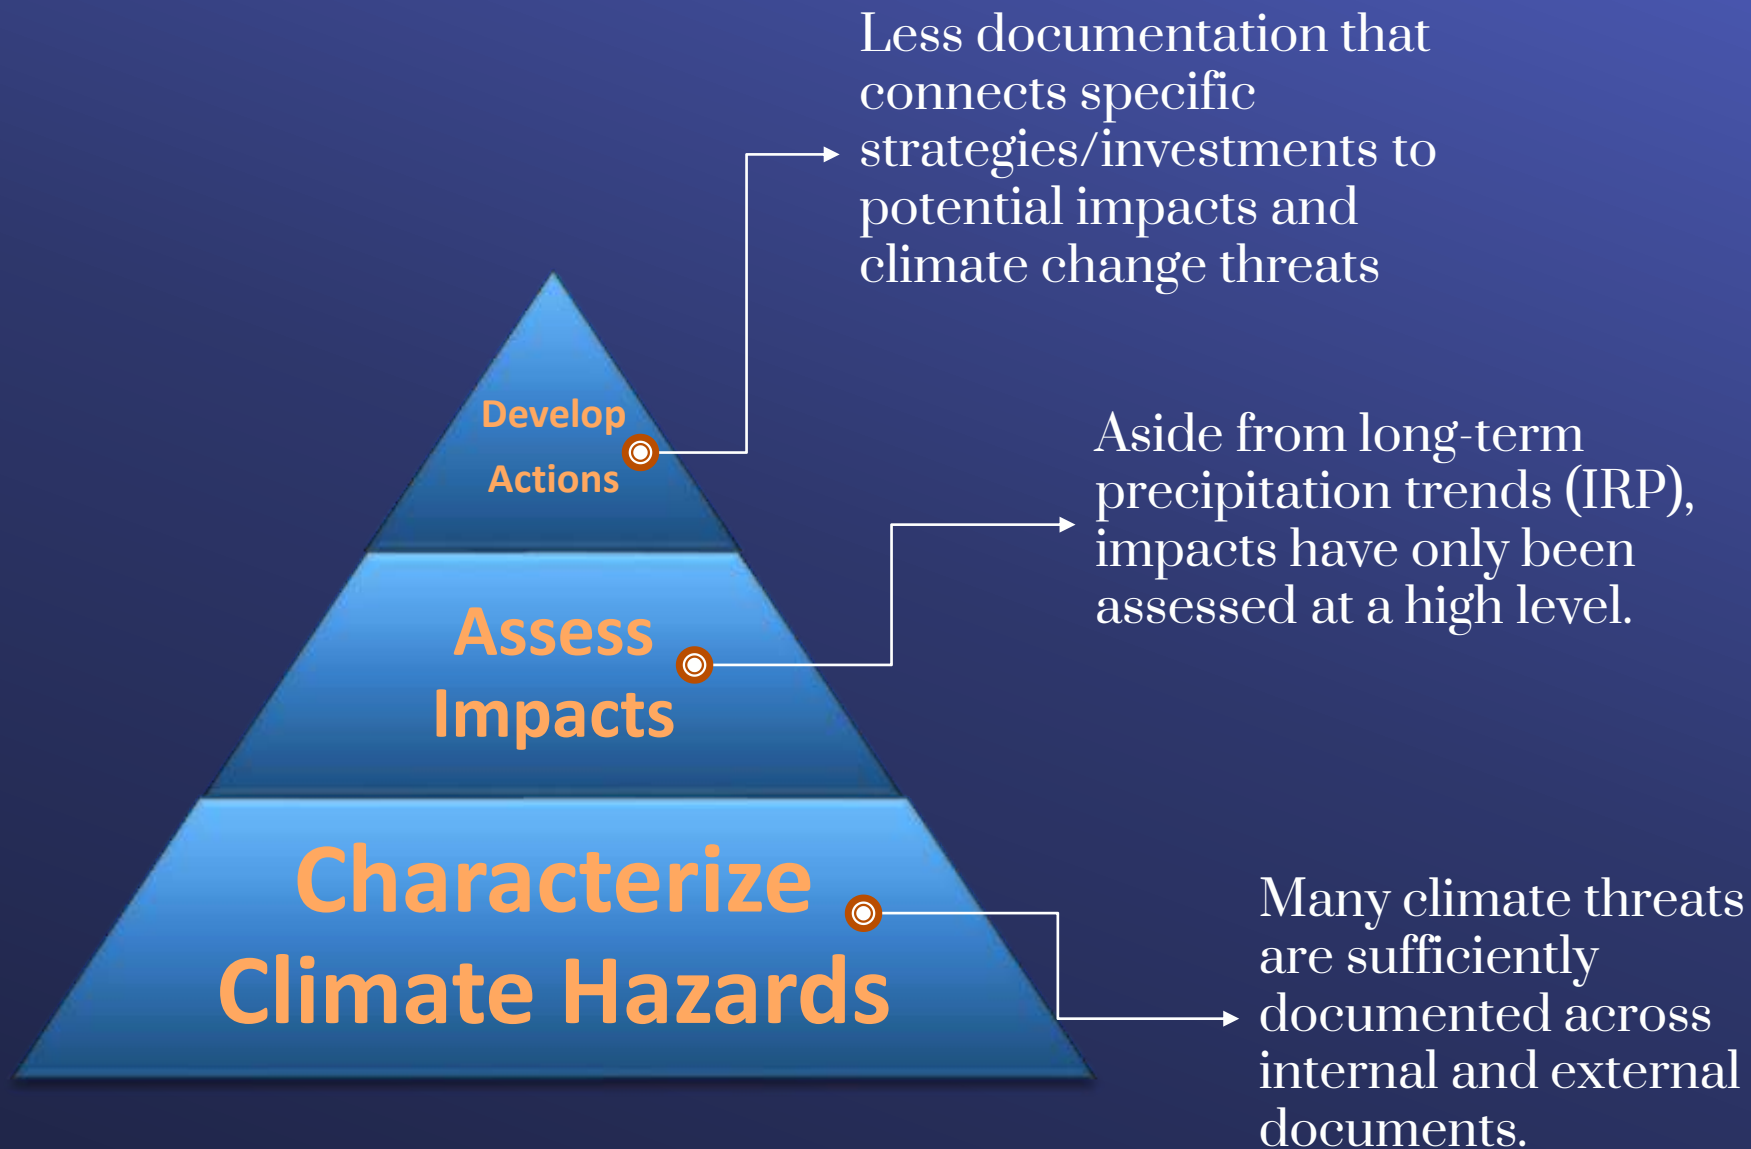 Less documentation that
connects specific
strategies/investments to
potential impacts and
climate change threats
Develop
Actions
Aside from long-term
precipitation trends (IRP),
impacts have only been
assessed at a high level.
Assess
Impacts
Characterize
Climate Hazards
Many climate threats
are sufficiently
documented across
internal and external
documents.